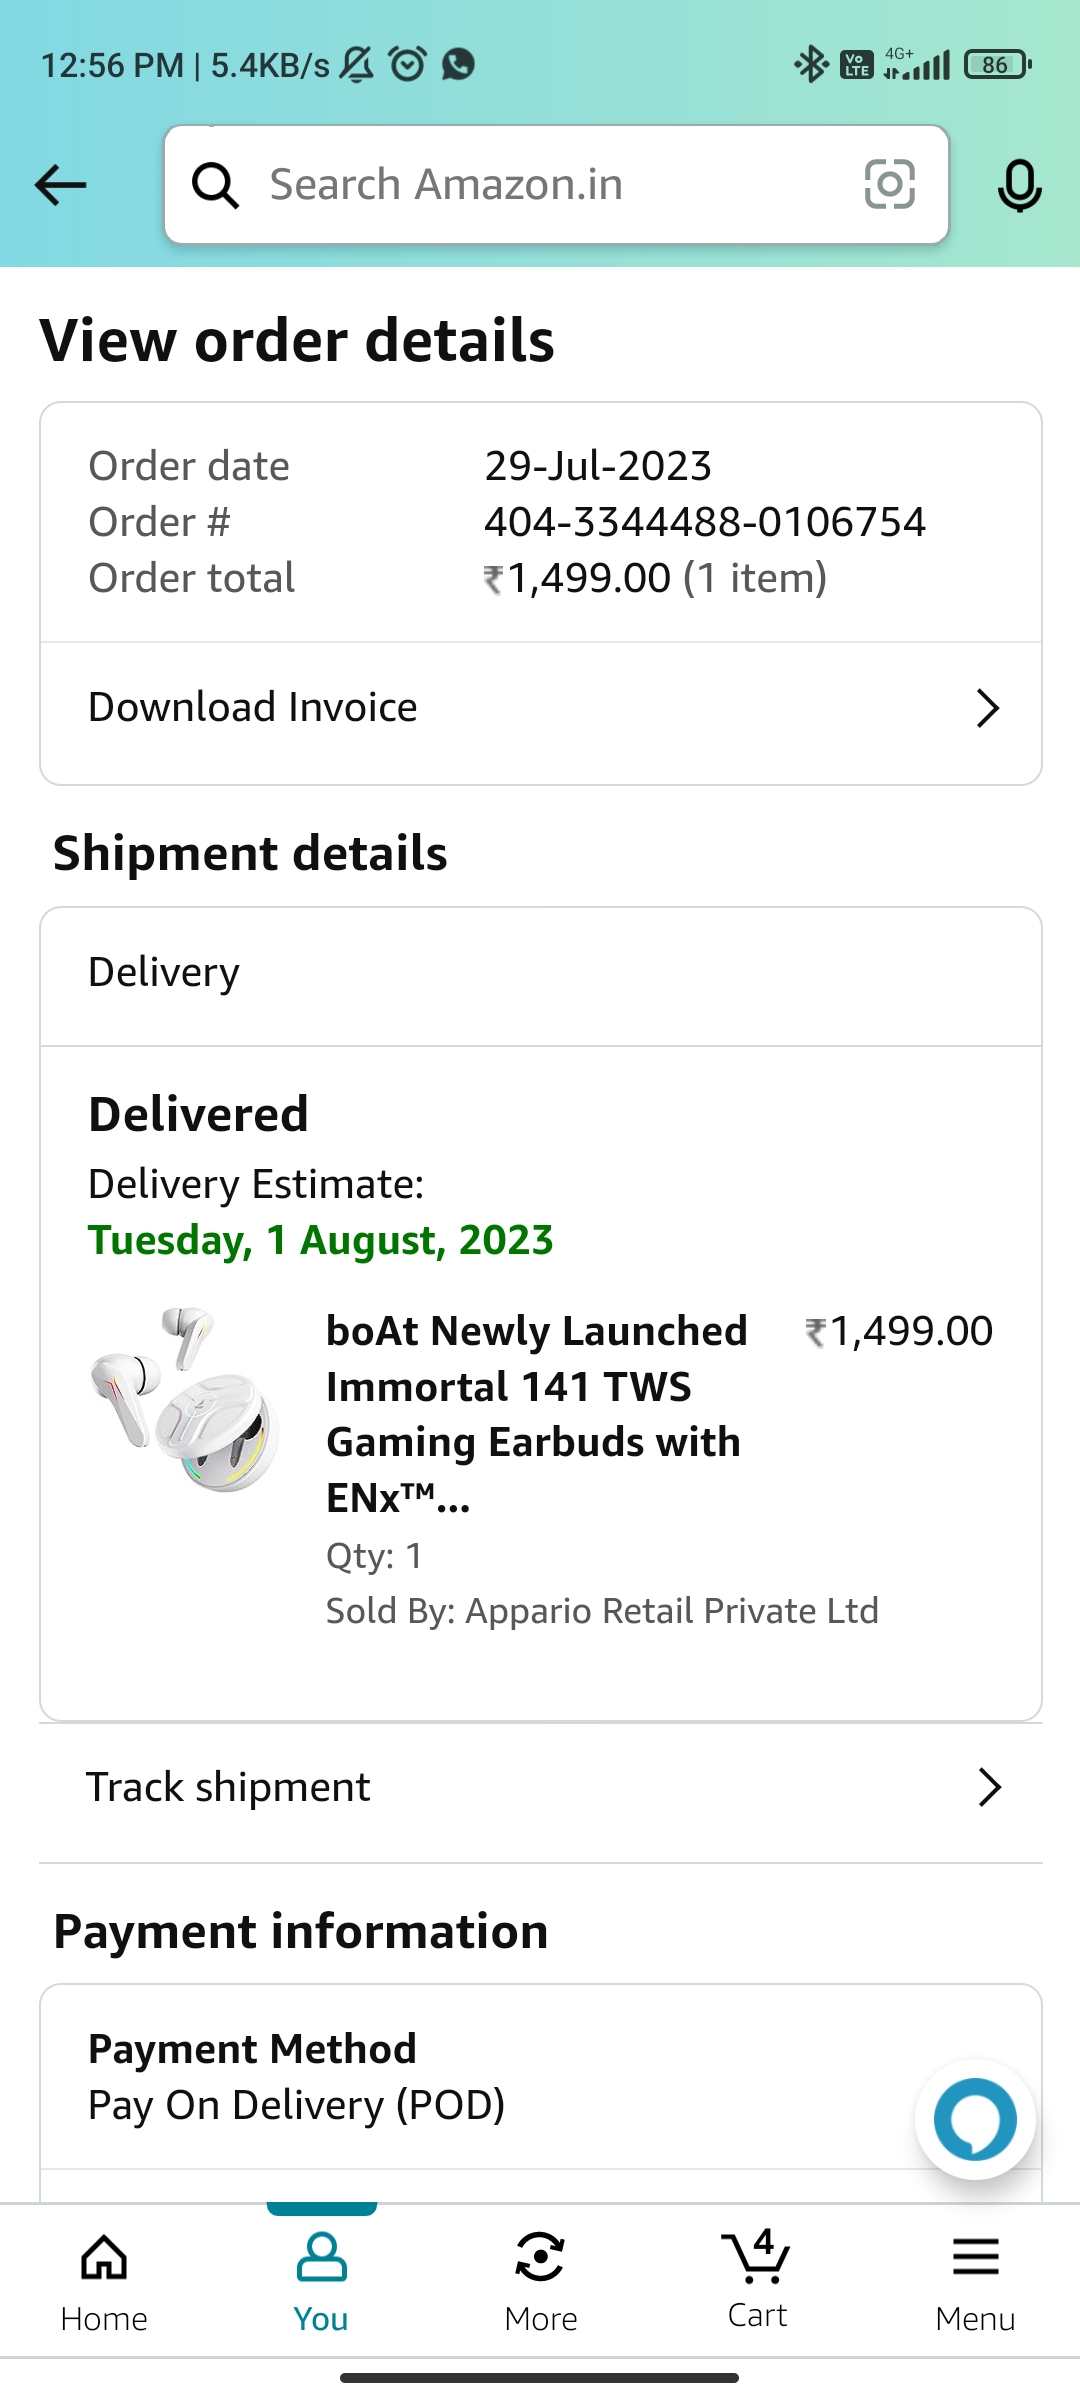 12:56 PM | 5.4KB/s Vo LTE 4G+ 86
Search Amazon.in
View order details
Order date 29-Jul-2023
Order # 404-3344488-0106754
Order total ₹1,499.00 (1 item)
Download Invoice
Shipment details
Delivery
Delivered
Delivery Estimate:
Tuesday, 1 August, 2023
boAt Newly Launched ₹1,499.00
Immortal 141 TWS
Gaming Earbuds with
ENx™...
Qty: 1
Sold By: Appario Retail Private Ltd
Track shipment
Payment information
Payment Method
Pay On Delivery (POD)
4
Home You More Cart Menu